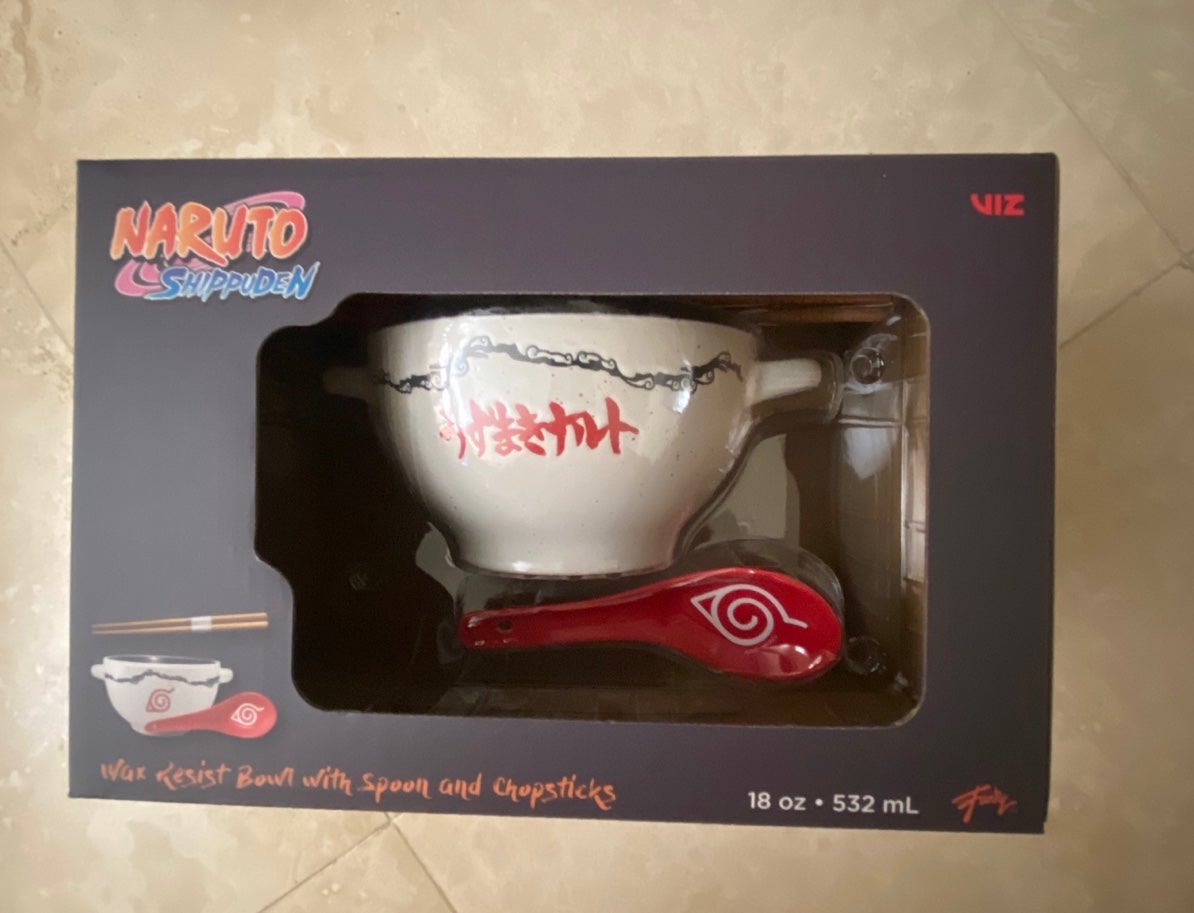 NARUTO
SHIPPUDEN
VIZ
うずまきナルト
Wax Resist Bowl with Spoon and Chopsticks
18 oz • 532 mL